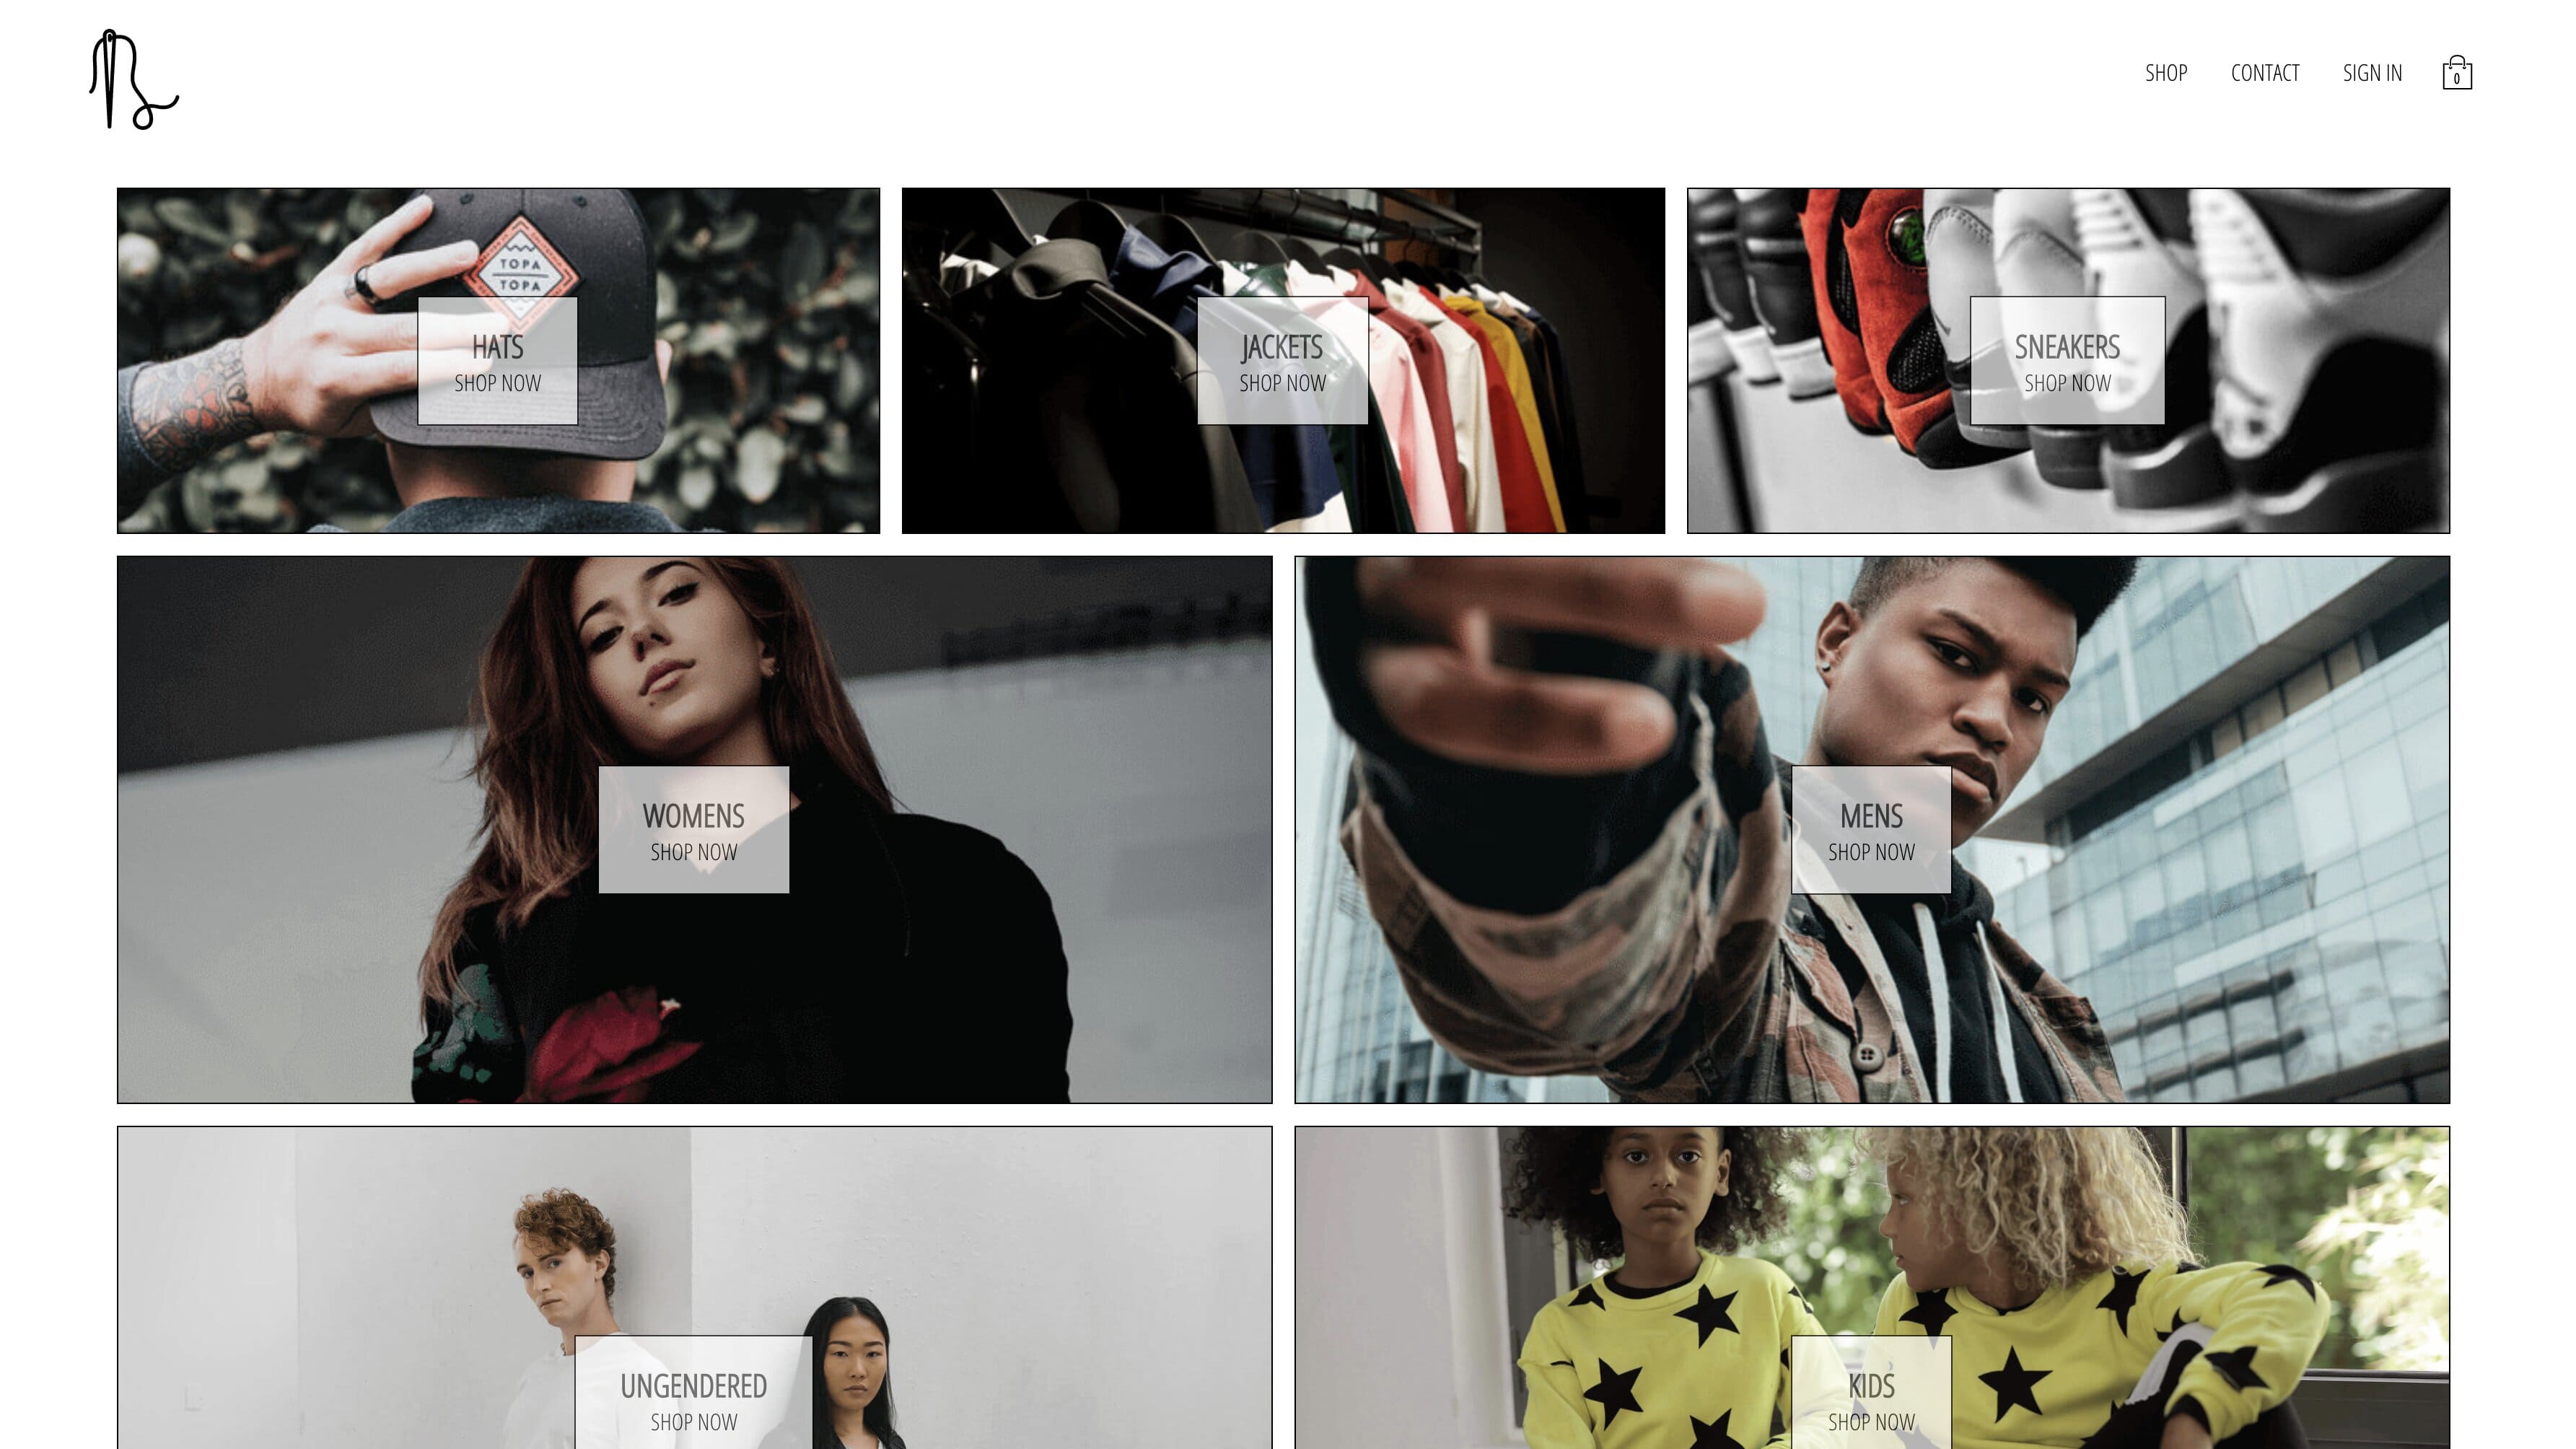 SHOP
CONTACT
SIGN IN
0
TOPA
TOPA
HATS
SHOP NOW
JACKETS
SHOP NOW
SNEAKERS
SHOP NOW
WOMENS
SHOP NOW
MENS
SHOP NOW
UNGENDERED
SHOP NOW
KIDS
SHOP NOW